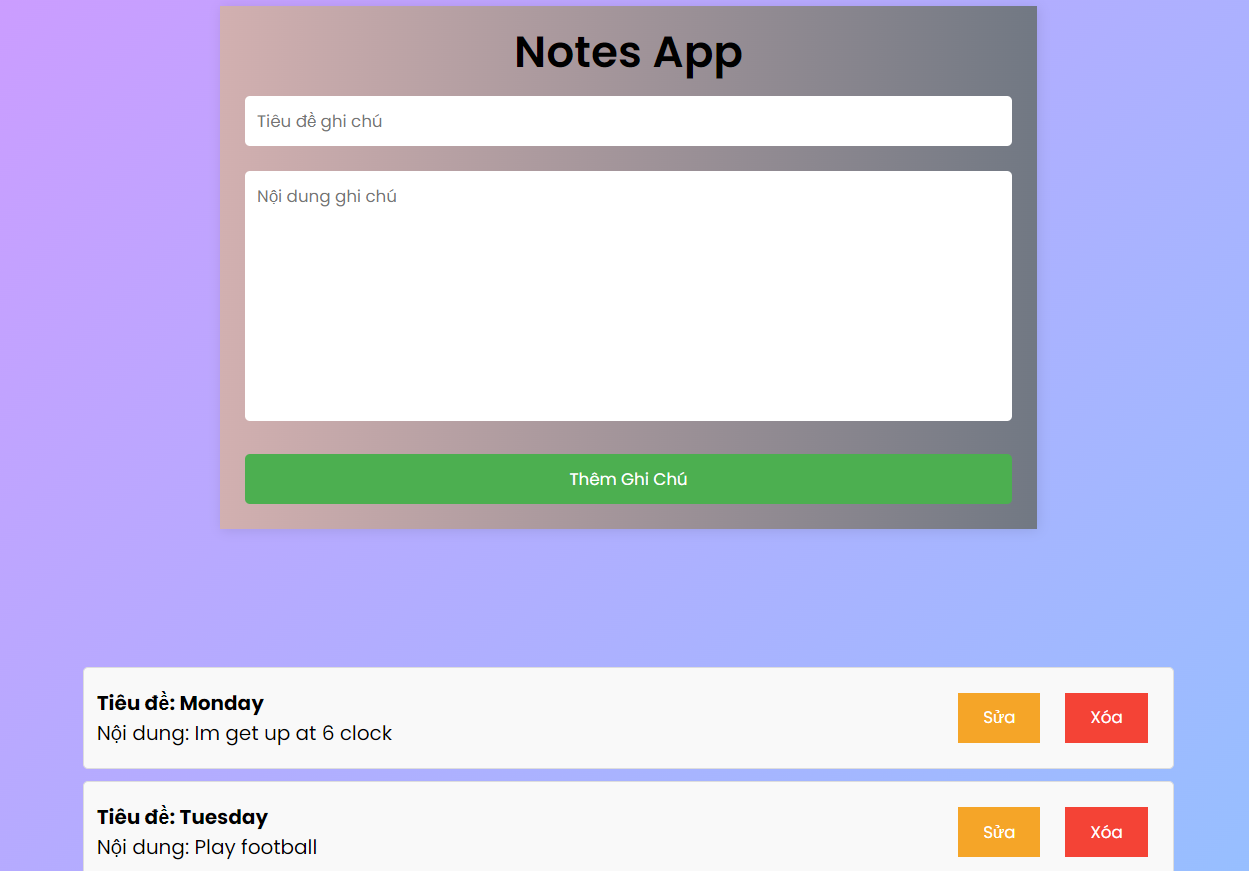 Notes App
Tiêu đề ghi chú
Nội dung ghi chú
Thêm Ghi Chú
Tiêu đề: Monday
Nội dung: Im get up at 6 clock
Sửa
Xóa
Tiêu đề: Tuesday
Nội dung: Play football
Sửa
Xóa